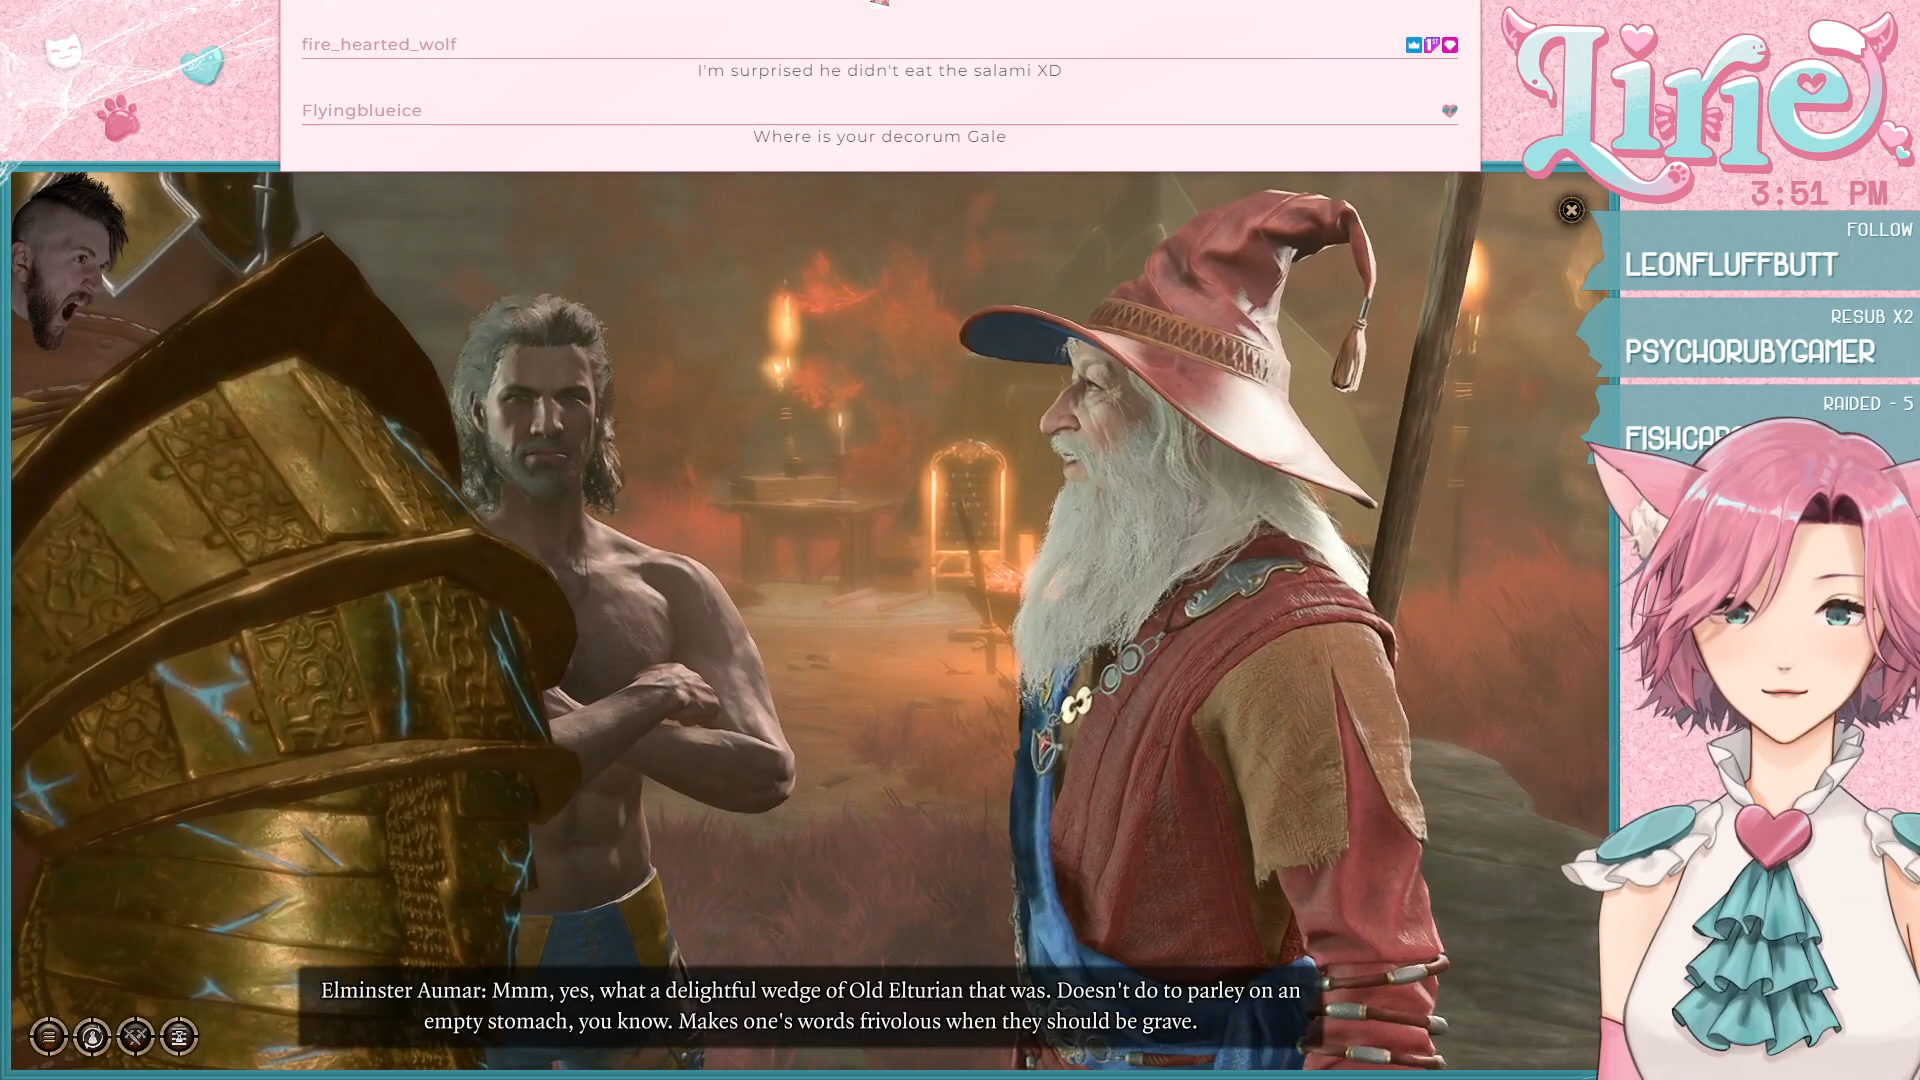 fire_hearted_wolf
I'm surprised he didn't eat the salami XD
Flyingblueice
Where is your decorum Gale
Lirie
3:51 PM
FOLLOW
LEONFLUFFBUTT
RESUB X2
PSYCHORUBYGAMER
RAIDED - 5
Elminster Aumar: Mmm, yes, what a delightful wedge of Old Elturian that was. Doesn't do to parley on an
empty stomach, you know. Makes one's words frivolous when they should be grave.